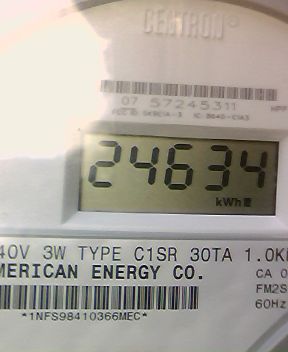 CENTRON®
07 57245311
24634
kWh
40V 3W TYPE C1SR 30TA 1.0K
MERICAN ENERGY CO.
CA 0
FM2S
60Hz
*1NFS98410366MEC*